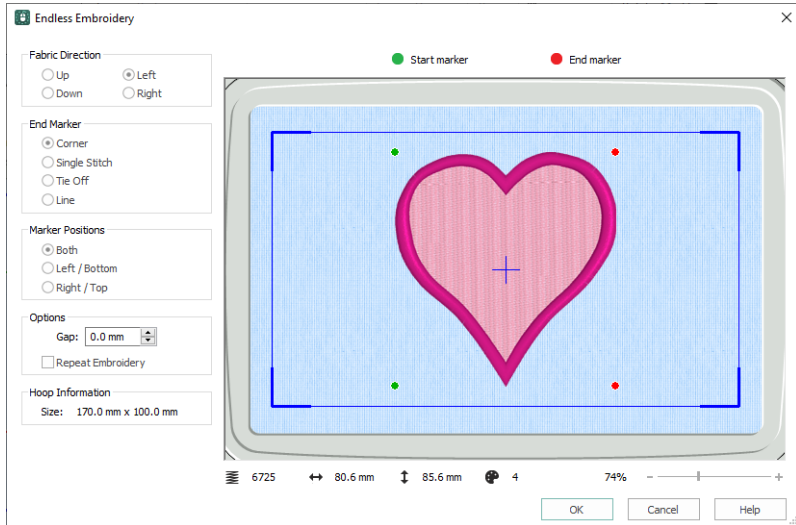 Endless Embroidery
Fabric Direction
Up Left
Down Right
End Marker
Corner
Single Stitch
Tie Off
Line
Marker Positions
Both
Left / Bottom
Right / Top
Options
Gap: 0.0 mm
Repeat Embroidery
Hoop Information
Size: 170.0 mm x 100.0 mm
Start marker End marker
6725 80.6 mm 85.6 mm 4 74% - +
OK Cancel Help